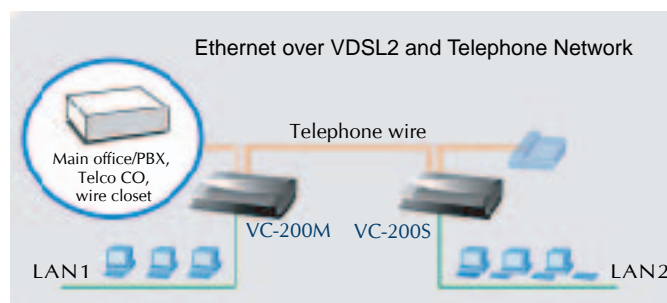 Ethernet over VDSL2 and Telephone Network
Telephone wire
Main office/PBX,
Telco CO,
wire closet
VC-200M
VC-200S
LAN1
LAN2